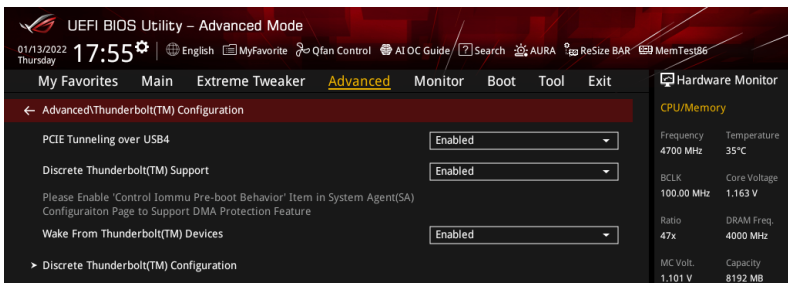 UEFI BIOS Utility – Advanced Mode
01/13/2022 Thursday 17:55 English MyFavorite Qfan Control AI OC Guide ? Search AURA ReSize BAR MemTest86
My Favorites Main Extreme Tweaker Advanced Monitor Boot Tool Exit
Hardware Monitor
← Advanced\Thunderbolt(TM) Configuration
PCIE Tunneling over USB4 Enabled
Discrete Thunderbolt(TM) Support Enabled
Please Enable 'Control Iommu Pre-boot Behavior' Item in System Agent(SA)
Configuraiton Page to Support DMA Protection Feature
Wake From Thunderbolt(TM) Devices Enabled
> Discrete Thunderbolt(TM) Configuration
CPU/Memory
Frequency Temperature
4700 MHz 35°C
BCLK Core Voltage
100.00 MHz 1.163 V
Ratio DRAM Freq.
47x 4000 MHz
MC Volt. Capacity
1.101 V 8192 MB